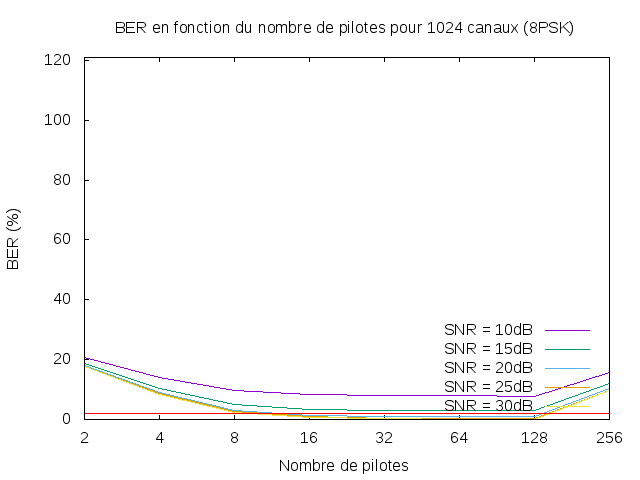 BER en fonction du nombre de pilotes pour 1024 canaux (8PSK)
120
100
80
60
40
20
0
BER (%)
SNR = 10dB
SNR = 15dB
SNR = 20dB
SNR = 25dB
SNR = 30dB
2 4 8 16 32 64 128 256
Nombre de pilotes